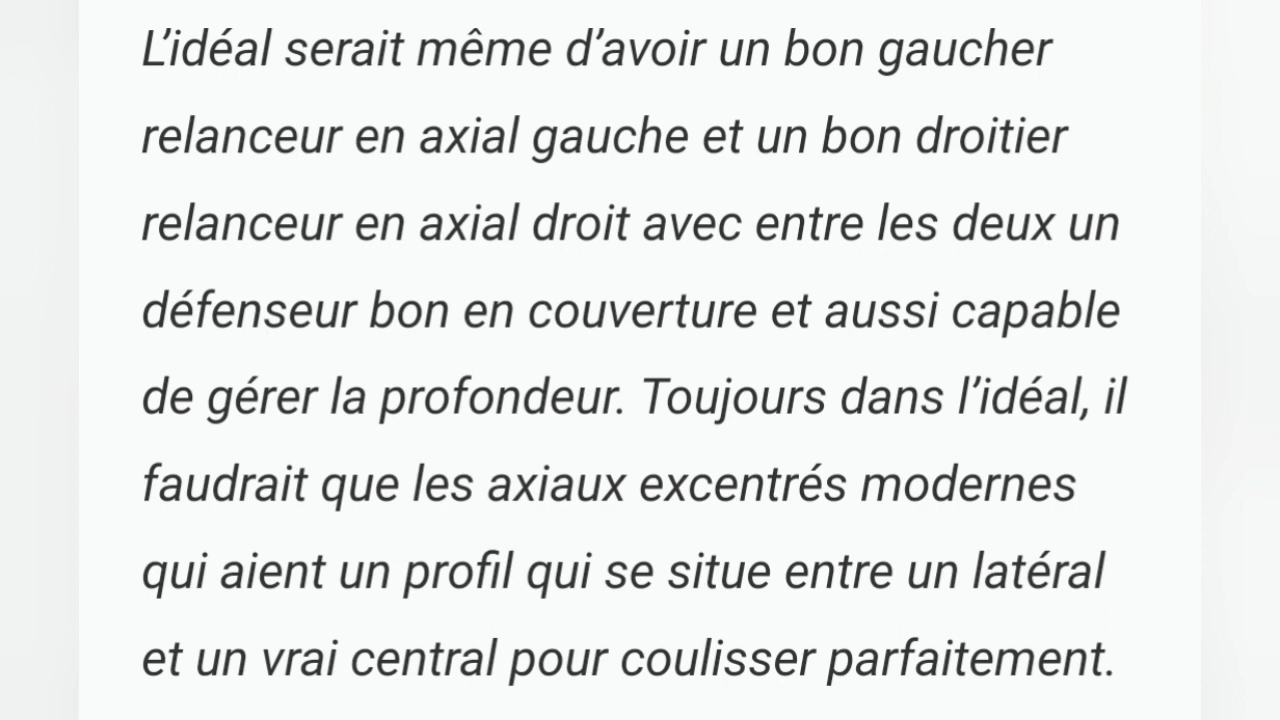 L’idéal serait même d’avoir un bon gaucher
relanceur en axial gauche et un bon droitier
relanceur en axial droit avec entre les deux un
défenseur bon en couverture et aussi capable
de gérer la profondeur. Toujours dans l’idéal, il
faudrait que les axiaux excentrés modernes
qui aient un profil qui se situe entre un latéral
et un vrai central pour coulisser parfaitement.